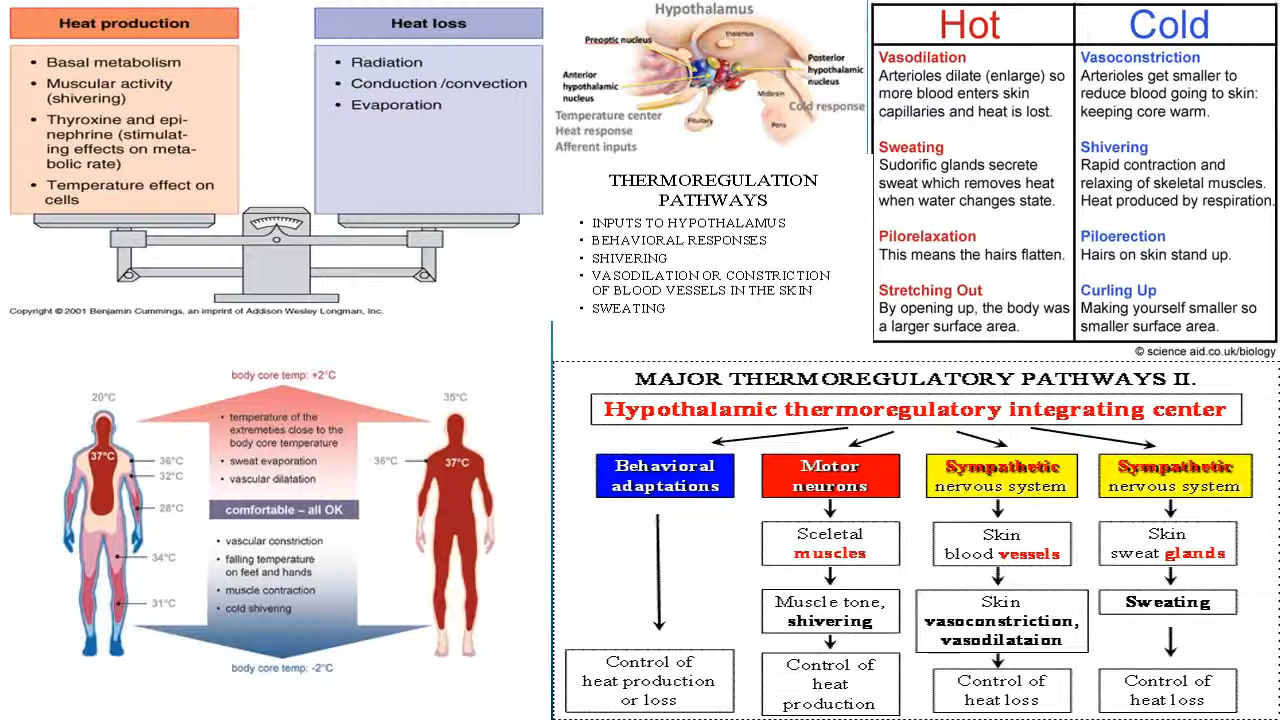 Heat production
Heat loss
• Basal metabolism
• Muscular activity
(shivering)
• Thyroxine and epi-
nephrine (stimulat-
ing effects on meta-
bolic rate)
• Temperature effect on
cells
• Radiation
• Conduction/convection
• Evaporation
Copyright © 2001 Benjamin Cummings, an imprint of Addison Wesley Longman, Inc.
Hypothalamus
thalamus
Preoptic nucleus
Posterior
hypothalamic
nucleus
Anterior
hypothalamic
nucleus
Midbrain
Cold response
Temperature center
Heat response
Afferent inputs
Pituitary
Pons
THERMOREGULATION
PATHWAYS
• INPUTS TO HYPOTHALAMUS
• BEHAVIORAL RESPONSES
• SHIVERING
• VASODILATION OR CONSTRICTION
OF BLOOD VESSELS IN THE SKIN
• SWEATING
Hot
Cold
Vasodilation
Arterioles dilate (enlarge) so
more blood enters skin
capillaries and heat is lost.
Vasoconstriction
Arterioles get smaller to
reduce blood going to skin:
keeping core warm.
Sweating
Sudorific glands secrete
sweat which removes heat
when water changes state.
Shivering
Rapid contraction and
relaxing of skeletal muscles.
Heat produced by respiration.
Pilorelaxation
This means the hairs flatten.
Piloerection
Hairs on skin stand up.
Stretching Out
By opening up, the body was
a larger surface area.
Curling Up
Making yourself smaller so
smaller surface area.
© science aid.co.uk/biology
body core temp: +2°C
20°C
35°C
• temperature of the
extremeties close to the
body core temperature
• sweat evaporation
• vascular dilatation
37°C
36°C
32°C
28°C
34°C
31°C
36°C
37°C
comfortable – all OK
• vascular constriction
• falling temperature
on feet and hands
• muscle contraction
• cold shivering
body core temp: -2°C
MAJOR THERMOREGULATORY PATHWAYS II.
Hypothalamic thermoregulatory integrating center
Behavioral
adaptations
Motor
neurons
Sympathetic
nervous system
Sympathetic
nervous system
Sceletal
muscles
Skin
blood vessels
Skin
sweat glands
Muscle tone,
shivering
Skin
vasoconstriction,
vasodilataion
Sweating
Control of
heat production
or loss
Control of
heat
production
Control of
heat loss
Control of
heat loss